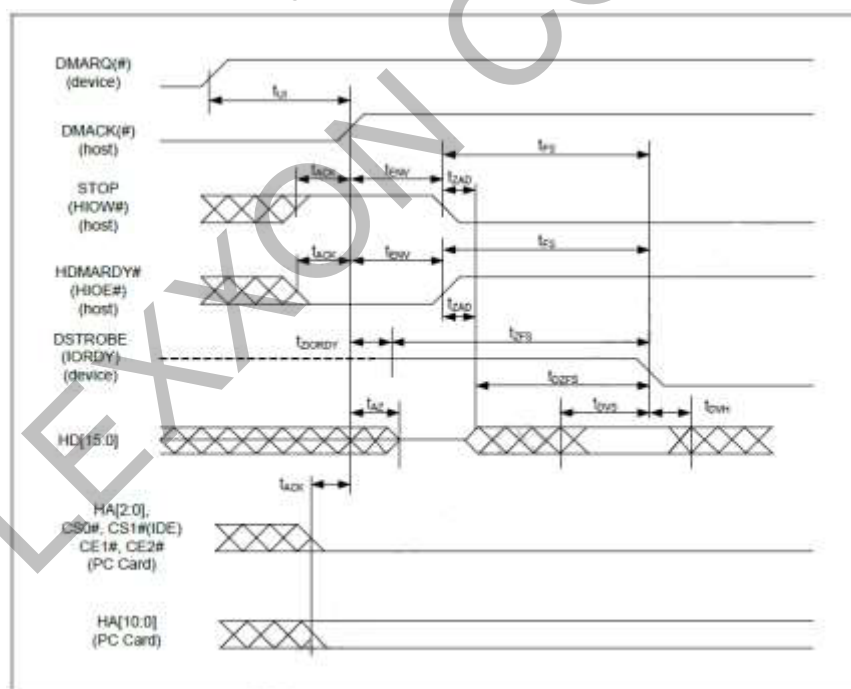 DMARQ(#)
(device)
tUI
DMACK(#)
(host)
tFS
tACK
tENV
tZAD
STOP
(HIOW#)
(host)
tFS
tACK
tENV
HDMARDY#
(HIOE#)
(host)
tZAD
DSTROBE
(IORDY)
(device)
tZIORDY
tZFS
tDZFS
tAZ
tDVS
tDVH
HD[15:0]
tACK
HA[2:0],
CS0#, CS1#(IDE)
CE1#, CE2#
(PC Card)
HA[10:0]
(PC Card)